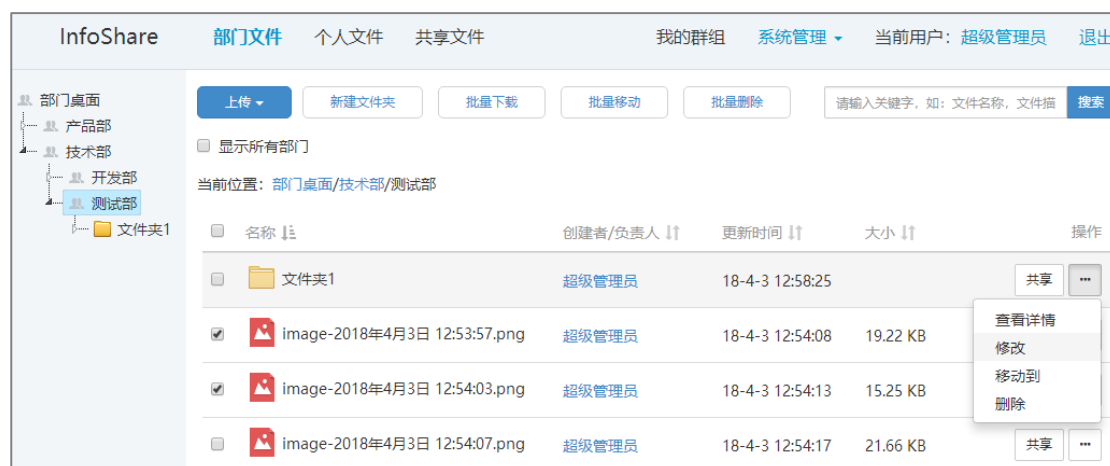 InfoShare 部门文件 个人文件 共享文件 我的群组 系统管理 当前用户：超级管理员 退出
部门桌面
产品部
技术部
开发部
测试部
文件夹1
上传 新建文件夹 批量下载 批量移动 批量删除 请输入关键字，如：文件名称，文件描 搜索
显示所有部门
当前位置：部门桌面/技术部/测试部
名称 创建者/负责人 更新时间 大小 操作
文件夹1 超级管理员 18-4-3 12:58:25 共享 ···
image-2018年4月3日 12:53:57.png 超级管理员 18-4-3 12:54:08 19.22 KB
image-2018年4月3日 12:54:03.png 超级管理员 18-4-3 12:54:13 15.25 KB
image-2018年4月3日 12:54:07.png 超级管理员 18-4-3 12:54:17 21.66 KB 共享 ···
查看详情
修改
移动到
删除